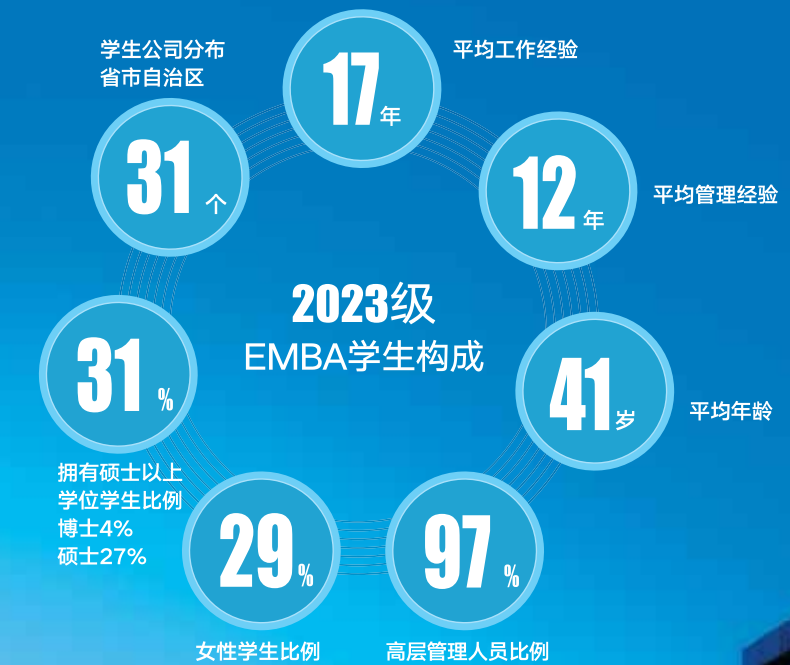 2023级
EMBA学生构成
17年
平均工作经验
12年
平均管理经验
41岁
平均年龄
97%
高层管理人员比例
29%
女性学生比例
31%
拥有硕士以上
学位学生比例
博士4%
硕士27%
学生公司分布
省市自治区
31个